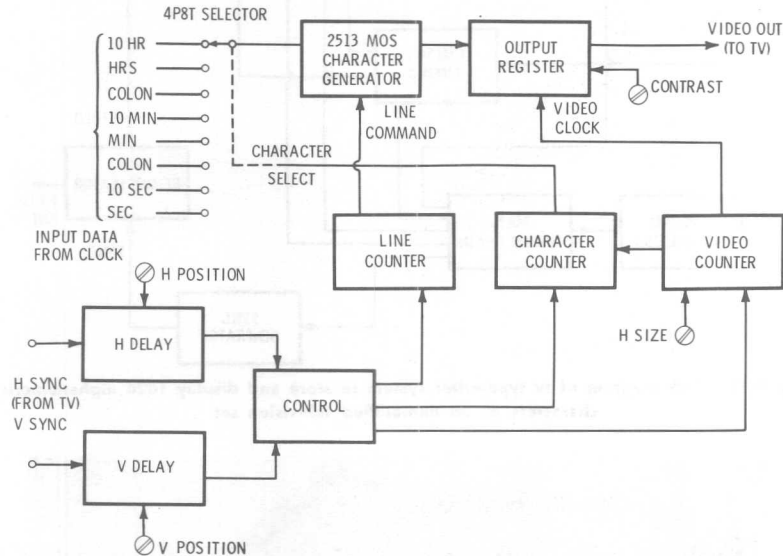 4P8T SELECTOR
10 HR
HRS
COLON
10 MIN
MIN
COLON
10 SEC
SEC
INPUT DATA
FROM CLOCK
2513 MOS
CHARACTER
GENERATOR
OUTPUT
REGISTER
VIDEO OUT
(TO TV)
CONTRAST
LINE
COMMAND
VIDEO
CLOCK
CHARACTER
SELECT
LINE
COUNTER
CHARACTER
COUNTER
VIDEO
COUNTER
H POSITION
H SIZE
H DELAY
H SYNC
(FROM TV)
V SYNC
CONTROL
V DELAY
V POSITION